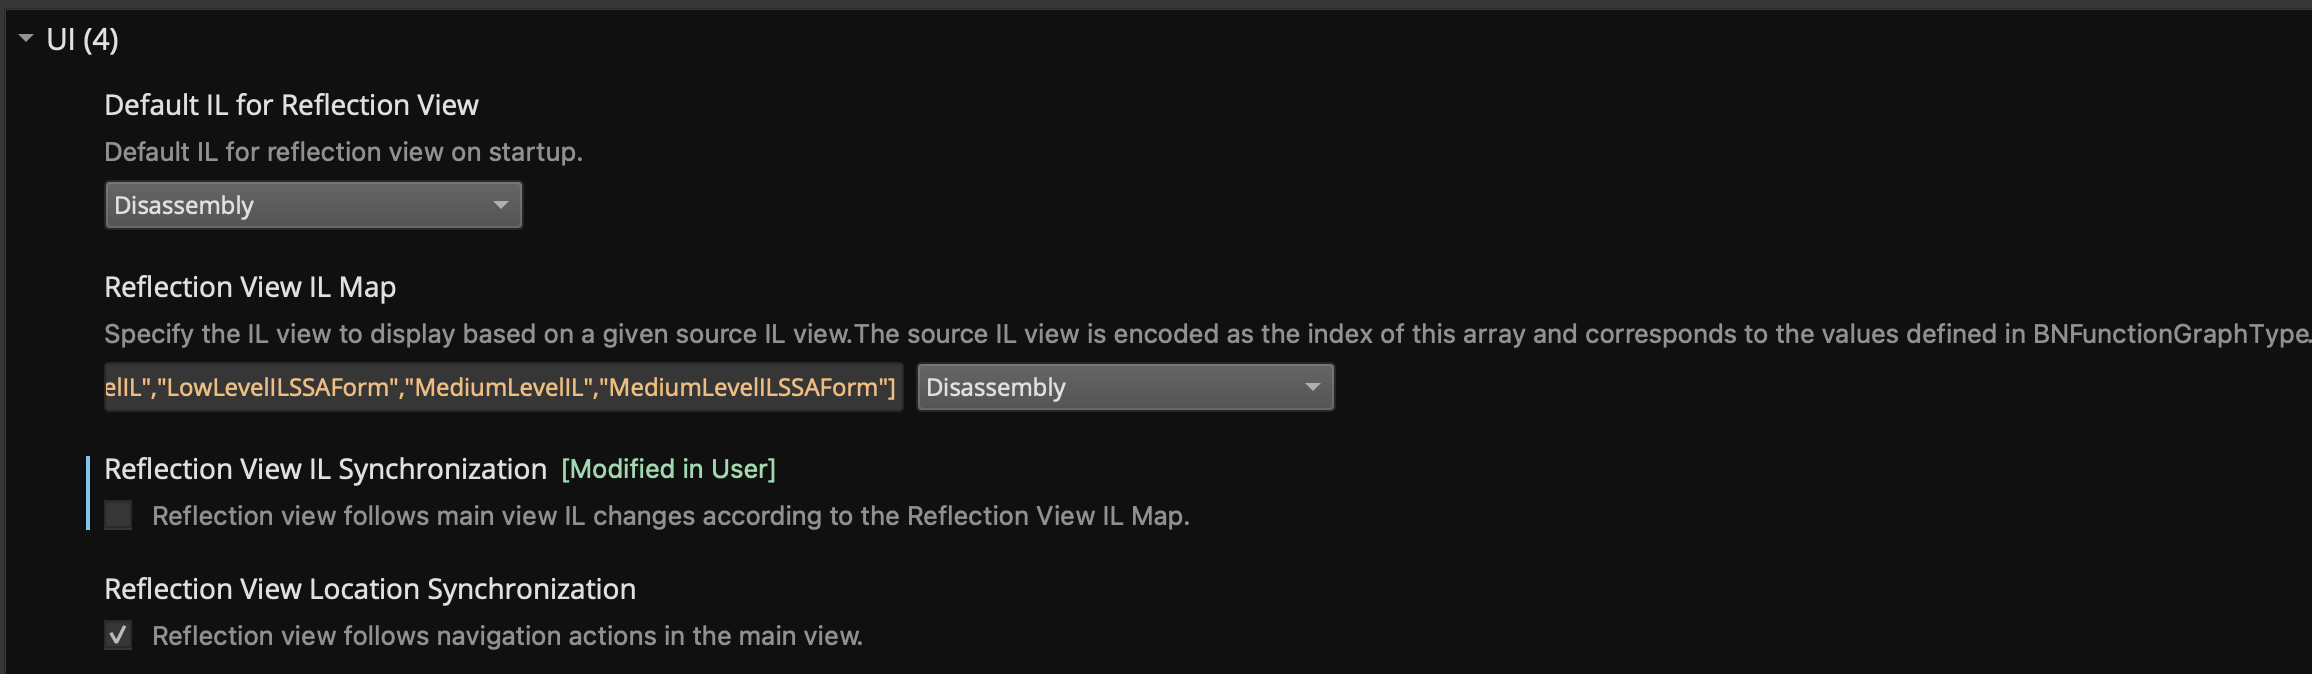 UI (4)
Default IL for Reflection View
Default IL for reflection view on startup.
Disassembly
Reflection View IL Map
Specify the IL view to display based on a given source IL view.The source IL view is encoded as the index of this array and corresponds to the values defined in BNFunctionGraphType.
elIL","LowLevelILSSAForm","MediumLevelIL","MediumLevelILSSAForm"] Disassembly
Reflection View IL Synchronization [Modified in User]
Reflection view follows main view IL changes according to the Reflection View IL Map.
Reflection View Location Synchronization
Reflection view follows navigation actions in the main view.